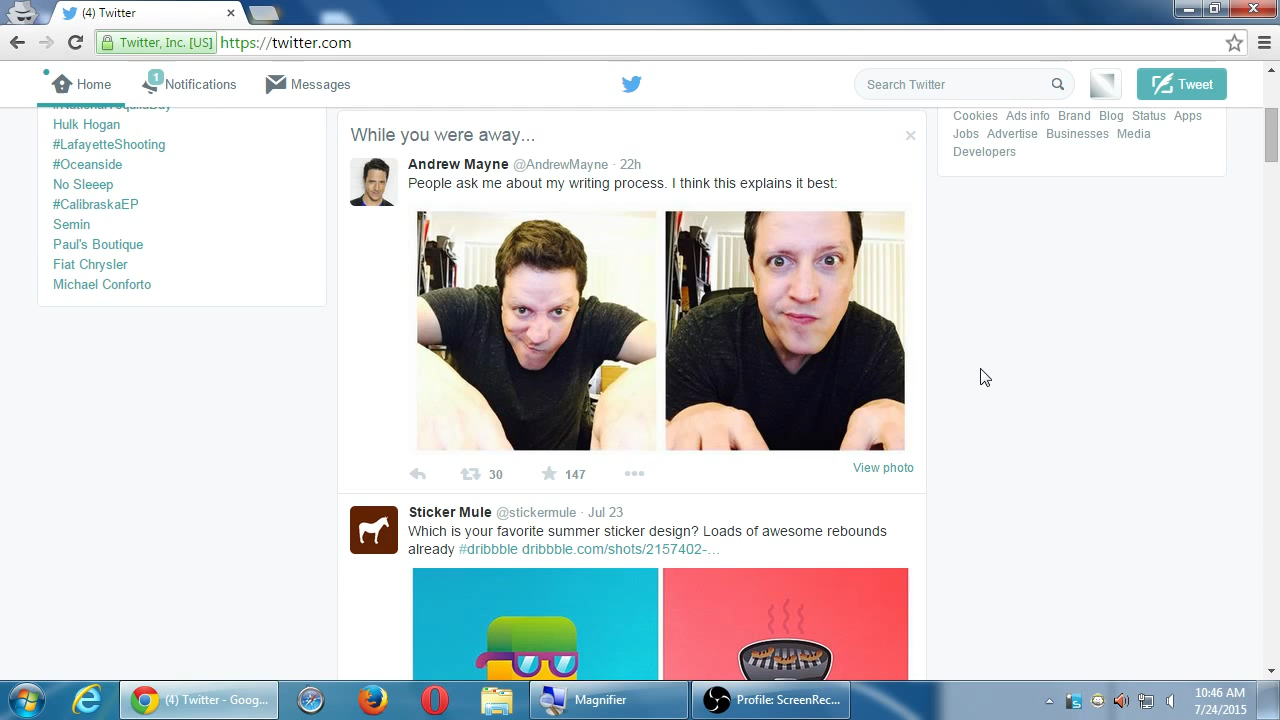 (4) Twitter
Twitter, Inc. [US] https://twitter.com
Home
1
Notifications
Messages
Search Twitter
Tweet
Hulk Hogan
#LafayetteShooting
#Oceanside
No Sleeep
#CalibraskaEP
Semin
Paul's Boutique
Fiat Chrysler
Michael Conforto
While you were away...
Andrew Mayne @AndrewMayne · 22h
People ask me about my writing process. I think this explains it best:
30
147
View photo
Sticker Mule @stickermule · Jul 23
Which is your favorite summer sticker design? Loads of awesome rebounds
already #dribbble dribbble.com/shots/2157402-...
Cookies Ads info Brand Blog Status Apps
Jobs Advertise Businesses Media
Developers
(4) Twitter - Goog...
Magnifier
Profile: ScreenRec...
10:46 AM
7/24/2015